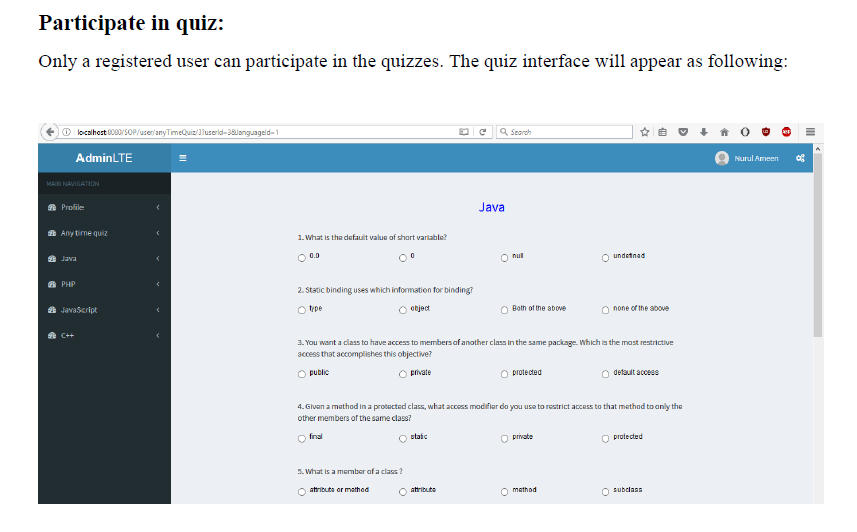 Participate in quiz:
Only a registered user can participate in the quizzes. The quiz interface will appear as following:
localhost:8080/SOP/user/anyTimeQuiz/3?userId=38&languageId=1
Search
AdminLTE
Nurul Ameen
MAIN NAVIGATION
Profile
Any time quiz
Java
PHP
JavaScript
C++
Java
1. What is the default value of short variable?
0.0 0 null undefined
2. Static binding uses which information for binding?
type object Both of the above none of the above
3. You want a class to have access to members of another class in the same package. Which is the most restrictive
access that accomplishes this objective?
public private protected default access
4. Given a method in a protected class, what access modifier do you use to restrict access to that method to only the
other members of the same class?
final static private protected
5. What is a member of a class ?
attribute or method attribute method subclass